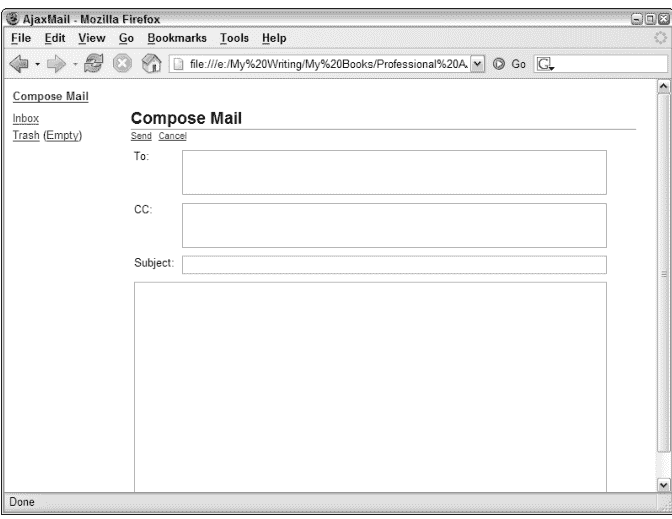 AjaxMail - Mozilla Firefox
File Edit View Go Bookmarks Tools Help
file:///e:/My%20Writing/My%20Books/Professional%20A Go G
Compose Mail
Inbox
Trash (Empty)
Compose Mail
Send Cancel
To:
CC:
Subject:
Done